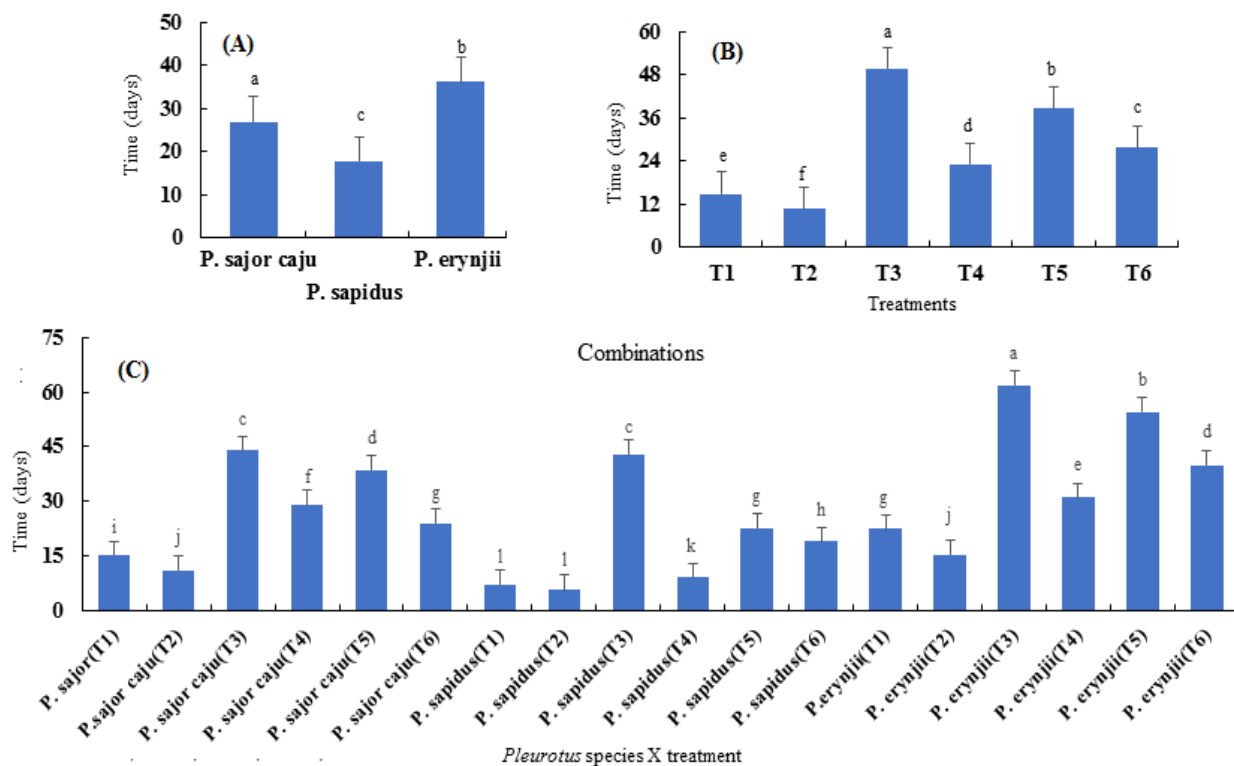 (A)
Time (days)
50
40
30
20
10
0
a
c
b
P. sajor caju
P. erynjii
P. sapidus
(B)
Time (days)
60
48
36
24
12
0
e
f
a
d
b
c
T1 T2 T3 T4 T5 T6
Treatments
(C)
Combinations
Time (days)
75
60
45
30
15
0
i
j
c
f
d
g
l
l
c
k
g
h
g
j
a
e
b
d
P. sajor(T1)
P.sajor caju(T2)
P. sajor caju(T3)
P. sajor caju(T4)
P. sajor caju(T5)
P. sajor caju(T6)
P. sapidus(T1)
P. sapidus(T2)
P. sapidus(T3)
P. sapidus(T4)
P. sapidus(T5)
P. sapidus(T6)
P.erynjii(T1)
P. erynjii(T2)
P. erynjii(T3)
P. erynjii(T4)
P. erynjii(T5)
P. erynjii(T6)
Pleurotus species X treatment